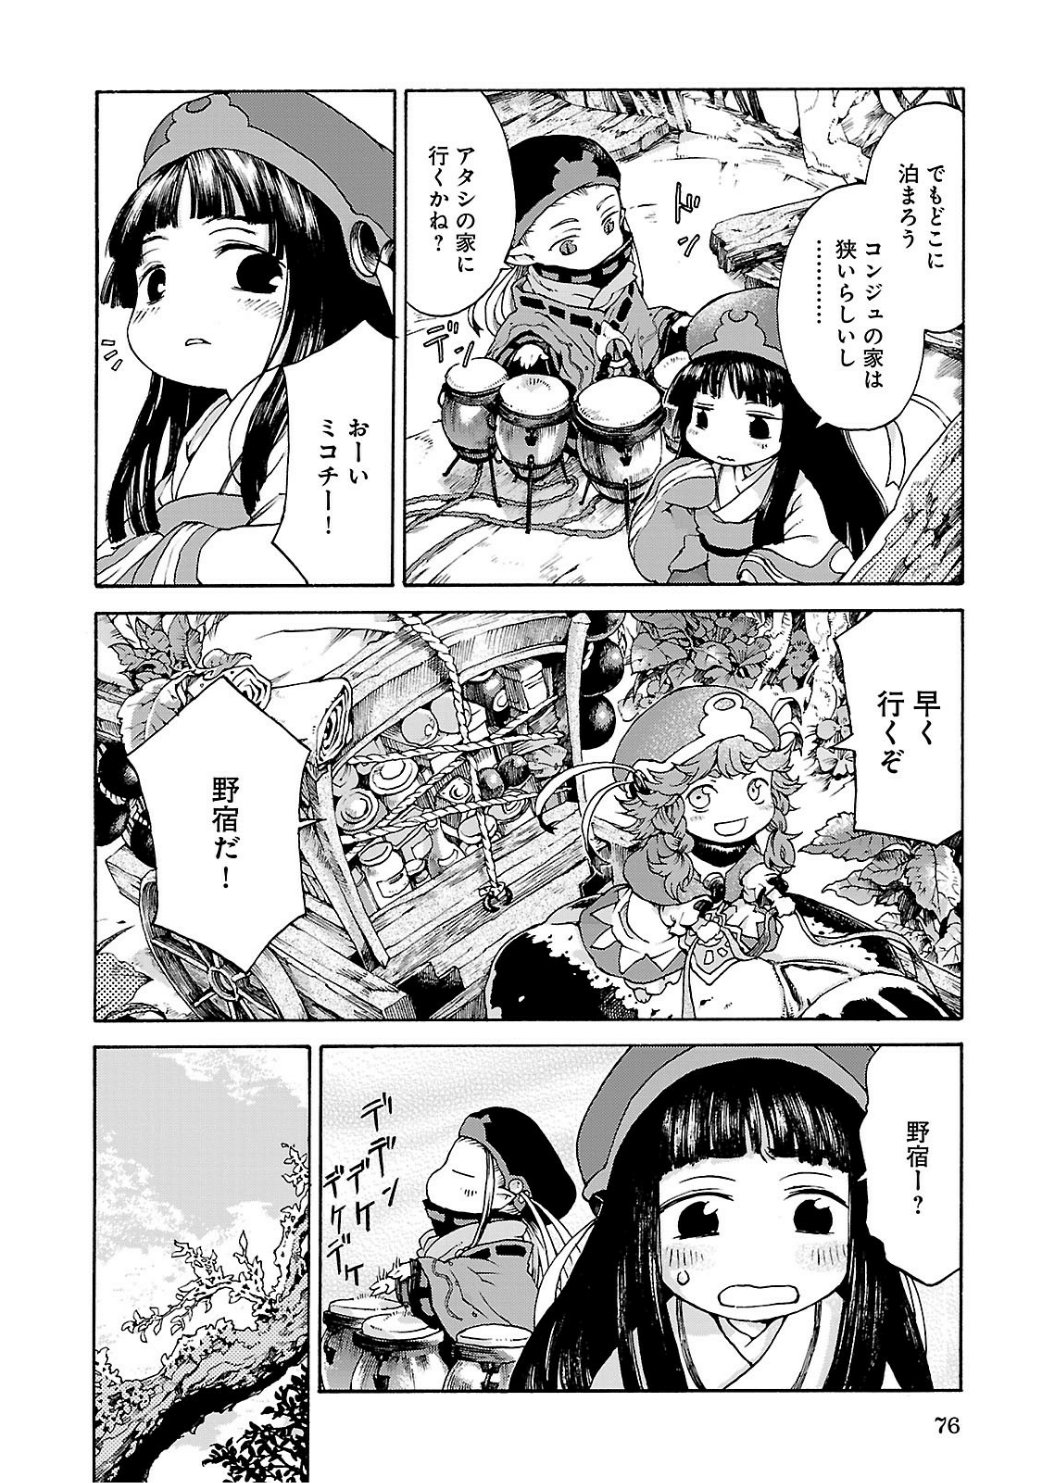 でもどこに
泊まろう
コンジュの家は
狭いらしいし
…………
ドン
アタシの家に
行くかね？
デン
おーい
ミコチー！
早く
行くぞ
野宿だ！
野宿ー？
デデデン
デゲデケ
デケデケ
76